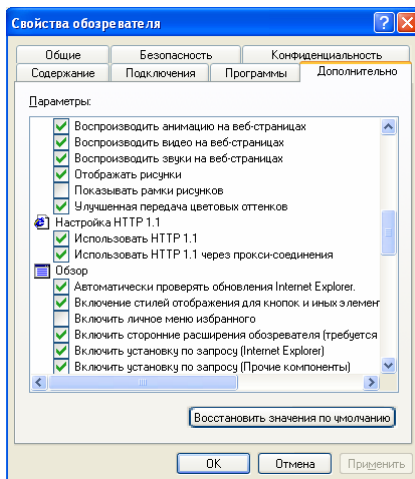 Свойства обозревателя
Общие Безопасность Конфиденциальность
Содержание Подключения Программы Дополнительно
Параметры:
Воспроизводить анимацию на веб-страницах
Воспроизводить видео на веб-страницах
Воспроизводить звуки на веб-страницах
Отображать рисунки
Показывать рамки рисунков
Улучшенная передача цветовых оттенков
Настройка HTTP 1.1
Использовать HTTP 1.1
Использовать HTTP 1.1 через прокси-соединения
Обзор
Автоматически проверять обновления Internet Explorer.
Включение стилей отображения для кнопок и иных элемен
Включить личное меню избранного
Включить сторонние расширения обозревателя (требуется
Включить установку по запросу (Internet Explorer)
Включить установку по запросу (Прочие компоненты)
Восстановить значения по умолчанию
OK Отмена Применить